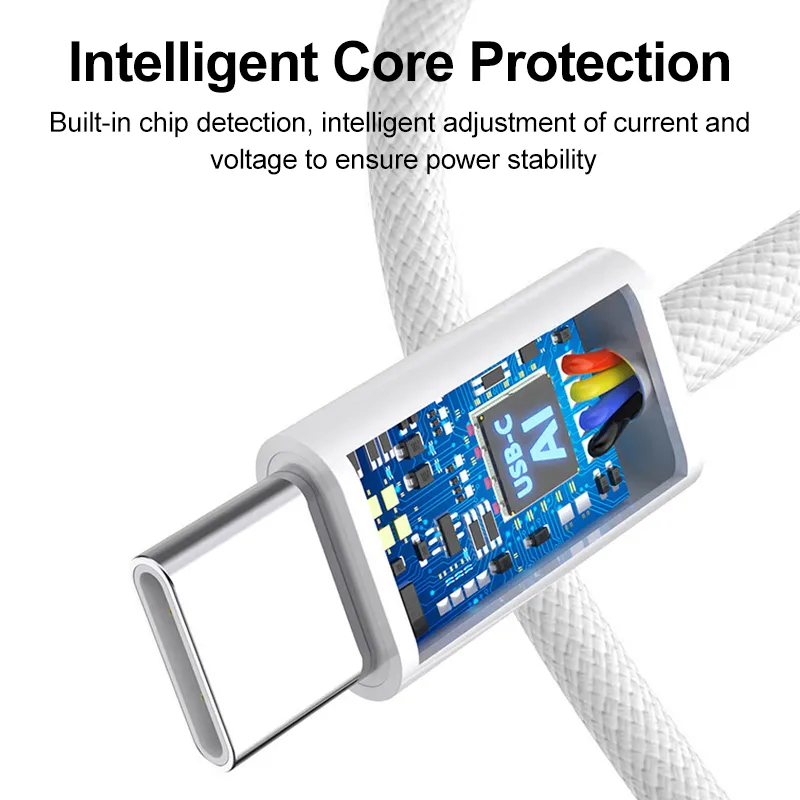 Intelligent Core Protection
Built-in chip detection, intelligent adjustment of current and
voltage to ensure power stability
USB-C
AI